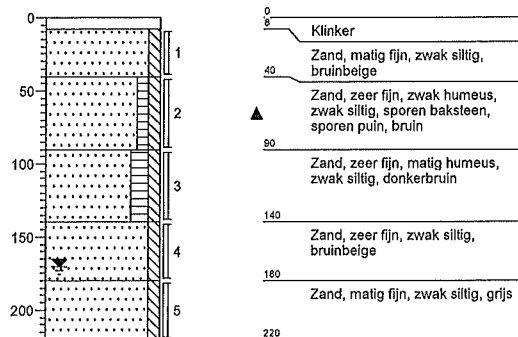 0
50
100
150
200
1
2
3
4
5
0
8
Klinker
Zand, matig fijn, zwak siltig,
bruinbeige
40
Zand, zeer fijn, zwak humeus,
zwak siltig, sporen baksteen,
sporen puin, bruin
90
Zand, zeer fijn, matig humeus,
zwak siltig, donkerbruin
140
Zand, zeer fijn, zwak siltig,
bruinbeige
180
Zand, matig fijn, zwak siltig, grijs
220